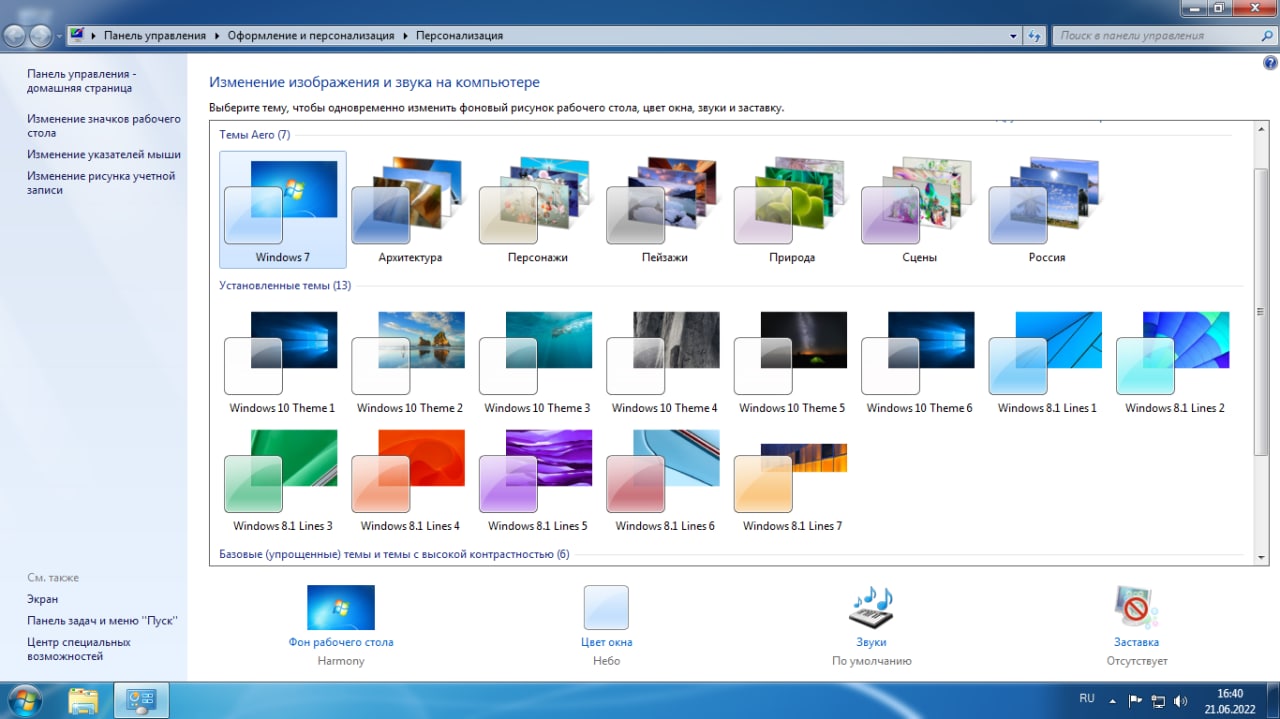 Панель управления
Оформление и персонализация
Персонализация
Поиск в панели управления
Панель управления -
домашняя страница
Изменение значков рабочего
стола
Изменение указателей мыши
Изменение рисунка учетной
записи
Изменение изображения и звука на компьютере
Выберите тему, чтобы одновременно изменить фоновый рисунок рабочего стола, цвет окна, звуки и заставку.
Темы Aero (7)
Windows 7
Архитектура
Персонажи
Пейзажи
Природа
Сцены
Россия
Установленные темы (13)
Windows 10 Theme 1
Windows 10 Theme 2
Windows 10 Theme 3
Windows 10 Theme 4
Windows 10 Theme 5
Windows 10 Theme 6
Windows 8.1 Lines 1
Windows 8.1 Lines 2
Windows 8.1 Lines 3
Windows 8.1 Lines 4
Windows 8.1 Lines 5
Windows 8.1 Lines 6
Windows 8.1 Lines 7
Базовые (упрощенные) темы и темы с высокой контрастностью (6)
См. также
Экран
Панель задач и меню "Пуск"
Центр специальных
возможностей
Фон рабочего стола
Harmony
Цвет окна
Небо
Звуки
По умолчанию
Заставка
Отсутствует
RU
16:40
21.06.2022